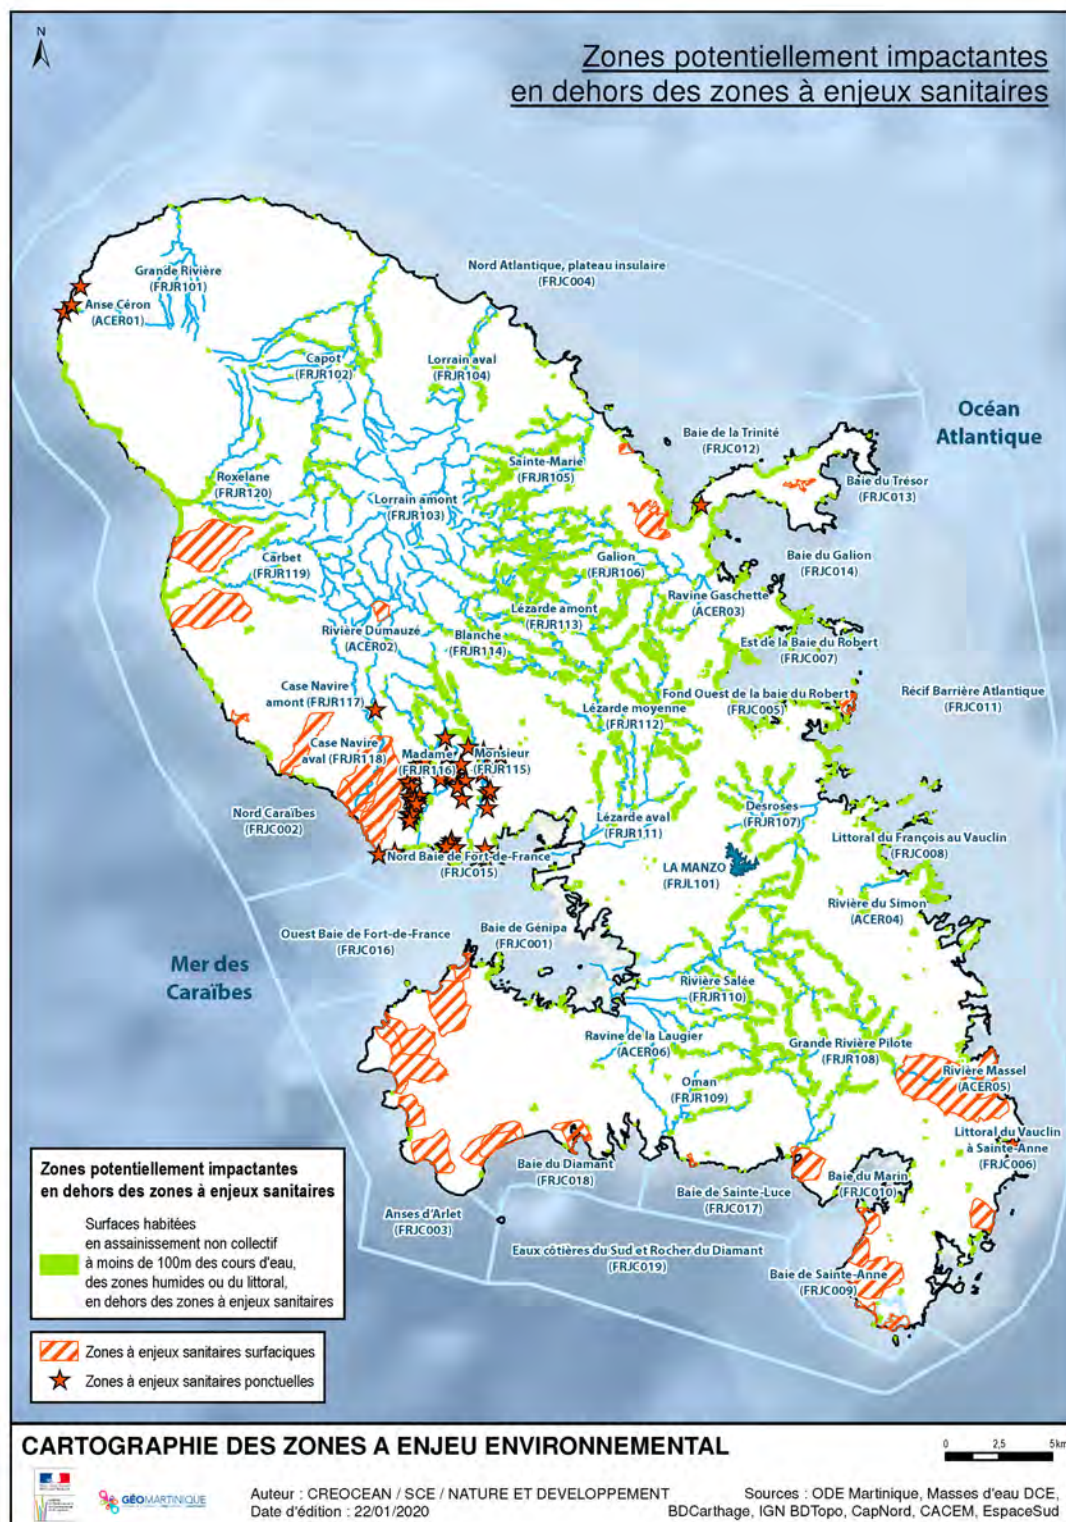 N
Zones potentiellement impactantes
en dehors des zones à enjeux sanitaires
Nord Atlantique, plateau insulaire
(FRJC004)
Grande Rivière
(FRJR101)
Anse Céron
(ACER01)
Capot
(FRJR102)
Lorrain aval
(FRJR104)
Océan
Atlantique
Baie de la Trinité
(FRJC012)
Sainte-Marie
(FRJR105)
Baie du Trésor
(FRJC013)
Roxelane
(FRJR120)
Lorrain amont
(FRJR103)
Carbet
(FRJR119)
Galion
(FRJR106)
Baie du Galion
(FRJC014)
Ravine Gaschette
(ACER03)
Lézarde amont
(FRJR113)
Rivière Dumauzé
(ACER02)
Blanche
(FRJR114)
Est de la Baie du Robert
(FRJC007)
Case Navire
amont (FRJR117)
Fond Ouest de la baie du Robert
(FRJC005)
Récif Barrière Atlantique
(FRJC011)
Lézarde moyenne
(FRJR112)
Case Navire
aval (FRJR118)
Madame
(FRJR116)
Monsieur
(FRJR115)
Nord Caraïbes
(FRJC002)
Lézarde aval
(FRJR111)
Desroses
(FRJR107)
Littoral du François au Vauclin
(FRJC008)
Nord Baie de Fort-de-France
(FRJC015)
LA MANZO
(FRJL101)
Rivière du Simon
(ACER04)
Ouest Baie de Fort-de-France
(FRJC016)
Baie de Génipa
(FRJC001)
Mer des
Caraïbes
Rivière Salée
(FRJR110)
Ravine de la Laugier
(ACER06)
Grande Rivière Pilote
(FRJR108)
Rivière Massel
(ACER05)
Oman
(FRJR109)
Littoral du Vauclin
à Sainte-Anne
(FRJC006)
Baie du Diamant
(FRJC018)
Baie du Marin
(FRJC010)
Baie de Sainte-Luce
(FRJC017)
Anses d'Arlet
(FRJC003)
Eaux côtières du Sud et Rocher du Diamant
(FRJC019)
Baie de Sainte-Anne
(FRJC009)
Zones potentiellement impactantes
en dehors des zones à enjeux sanitaires
Surfaces habitées
en assainissement non collectif
à moins de 100m des cours d'eau,
des zones humides ou du littoral,
en dehors des zones à enjeux sanitaires
Zones à enjeux sanitaires surfaciques
Zones à enjeux sanitaires ponctuelles
CARTOGRAPHIE DES ZONES A ENJEU ENVIRONNEMENTAL
0 2,5 5km
GÉOMARTINIQUE
Auteur : CREOCEAN / SCE / NATURE ET DEVELOPPEMENT
Date d'édition : 22/01/2020
Sources : ODE Martinique, Masses d'eau DCE,
BDCarthage, IGN BDTopo, CapNord, CACEM, EspaceSud